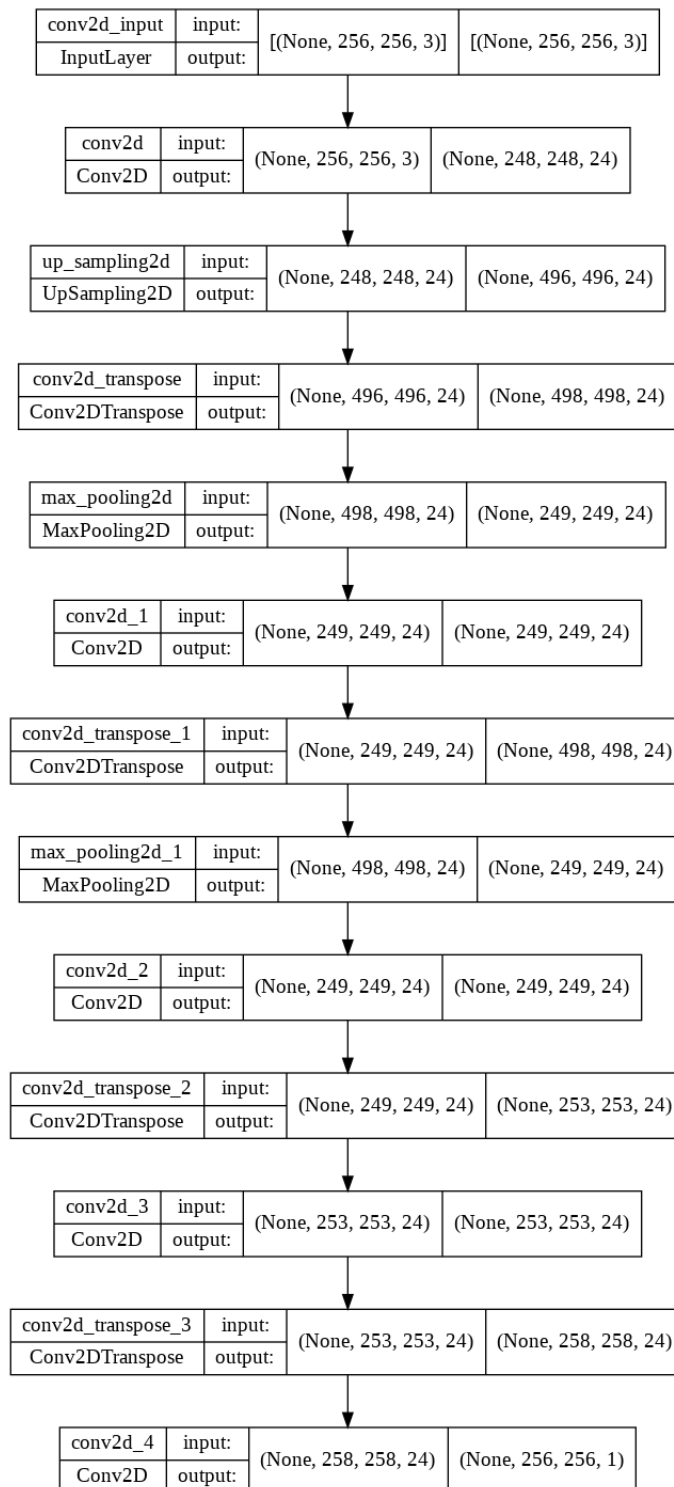 conv2d_input input: [(None, 256, 256, 3)] [(None, 256, 256, 3)]
InputLayer output:
conv2d input: (None, 256, 256, 3) (None, 248, 248, 24)
Conv2D output:
up_sampling2d input: (None, 248, 248, 24) (None, 496, 496, 24)
UpSampling2D output:
conv2d_transpose input: (None, 496, 496, 24) (None, 498, 498, 24)
Conv2DTranspose output:
max_pooling2d input: (None, 498, 498, 24) (None, 249, 249, 24)
MaxPooling2D output:
conv2d_1 input: (None, 249, 249, 24) (None, 249, 249, 24)
Conv2D output:
conv2d_transpose_1 input: (None, 249, 249, 24) (None, 498, 498, 24)
Conv2DTranspose output:
max_pooling2d_1 input: (None, 498, 498, 24) (None, 249, 249, 24)
MaxPooling2D output:
conv2d_2 input: (None, 249, 249, 24) (None, 249, 249, 24)
Conv2D output:
conv2d_transpose_2 input: (None, 249, 249, 24) (None, 253, 253, 24)
Conv2DTranspose output:
conv2d_3 input: (None, 253, 253, 24) (None, 253, 253, 24)
Conv2D output:
conv2d_transpose_3 input: (None, 253, 253, 24) (None, 258, 258, 24)
Conv2DTranspose output:
conv2d_4 input: (None, 258, 258, 24) (None, 256, 256, 1)
Conv2D output: